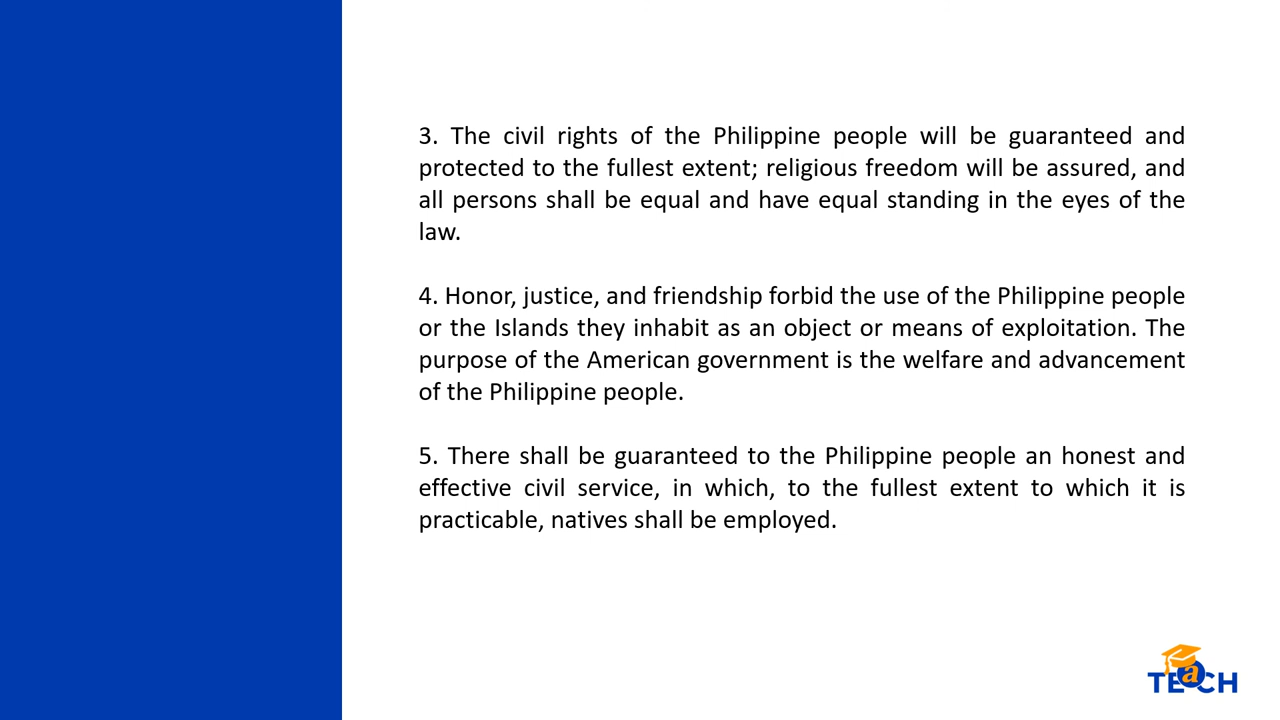 3. The civil rights of the Philippine people will be guaranteed and
protected to the fullest extent; religious freedom will be assured, and
all persons shall be equal and have equal standing in the eyes of the
law.
4. Honor, justice, and friendship forbid the use of the Philippine people
or the Islands they inhabit as an object or means of exploitation. The
purpose of the American government is the welfare and advancement
of the Philippine people.
5. There shall be guaranteed to the Philippine people an honest and
effective civil service, in which, to the fullest extent to which it is
practicable, natives shall be employed.
TEaCH